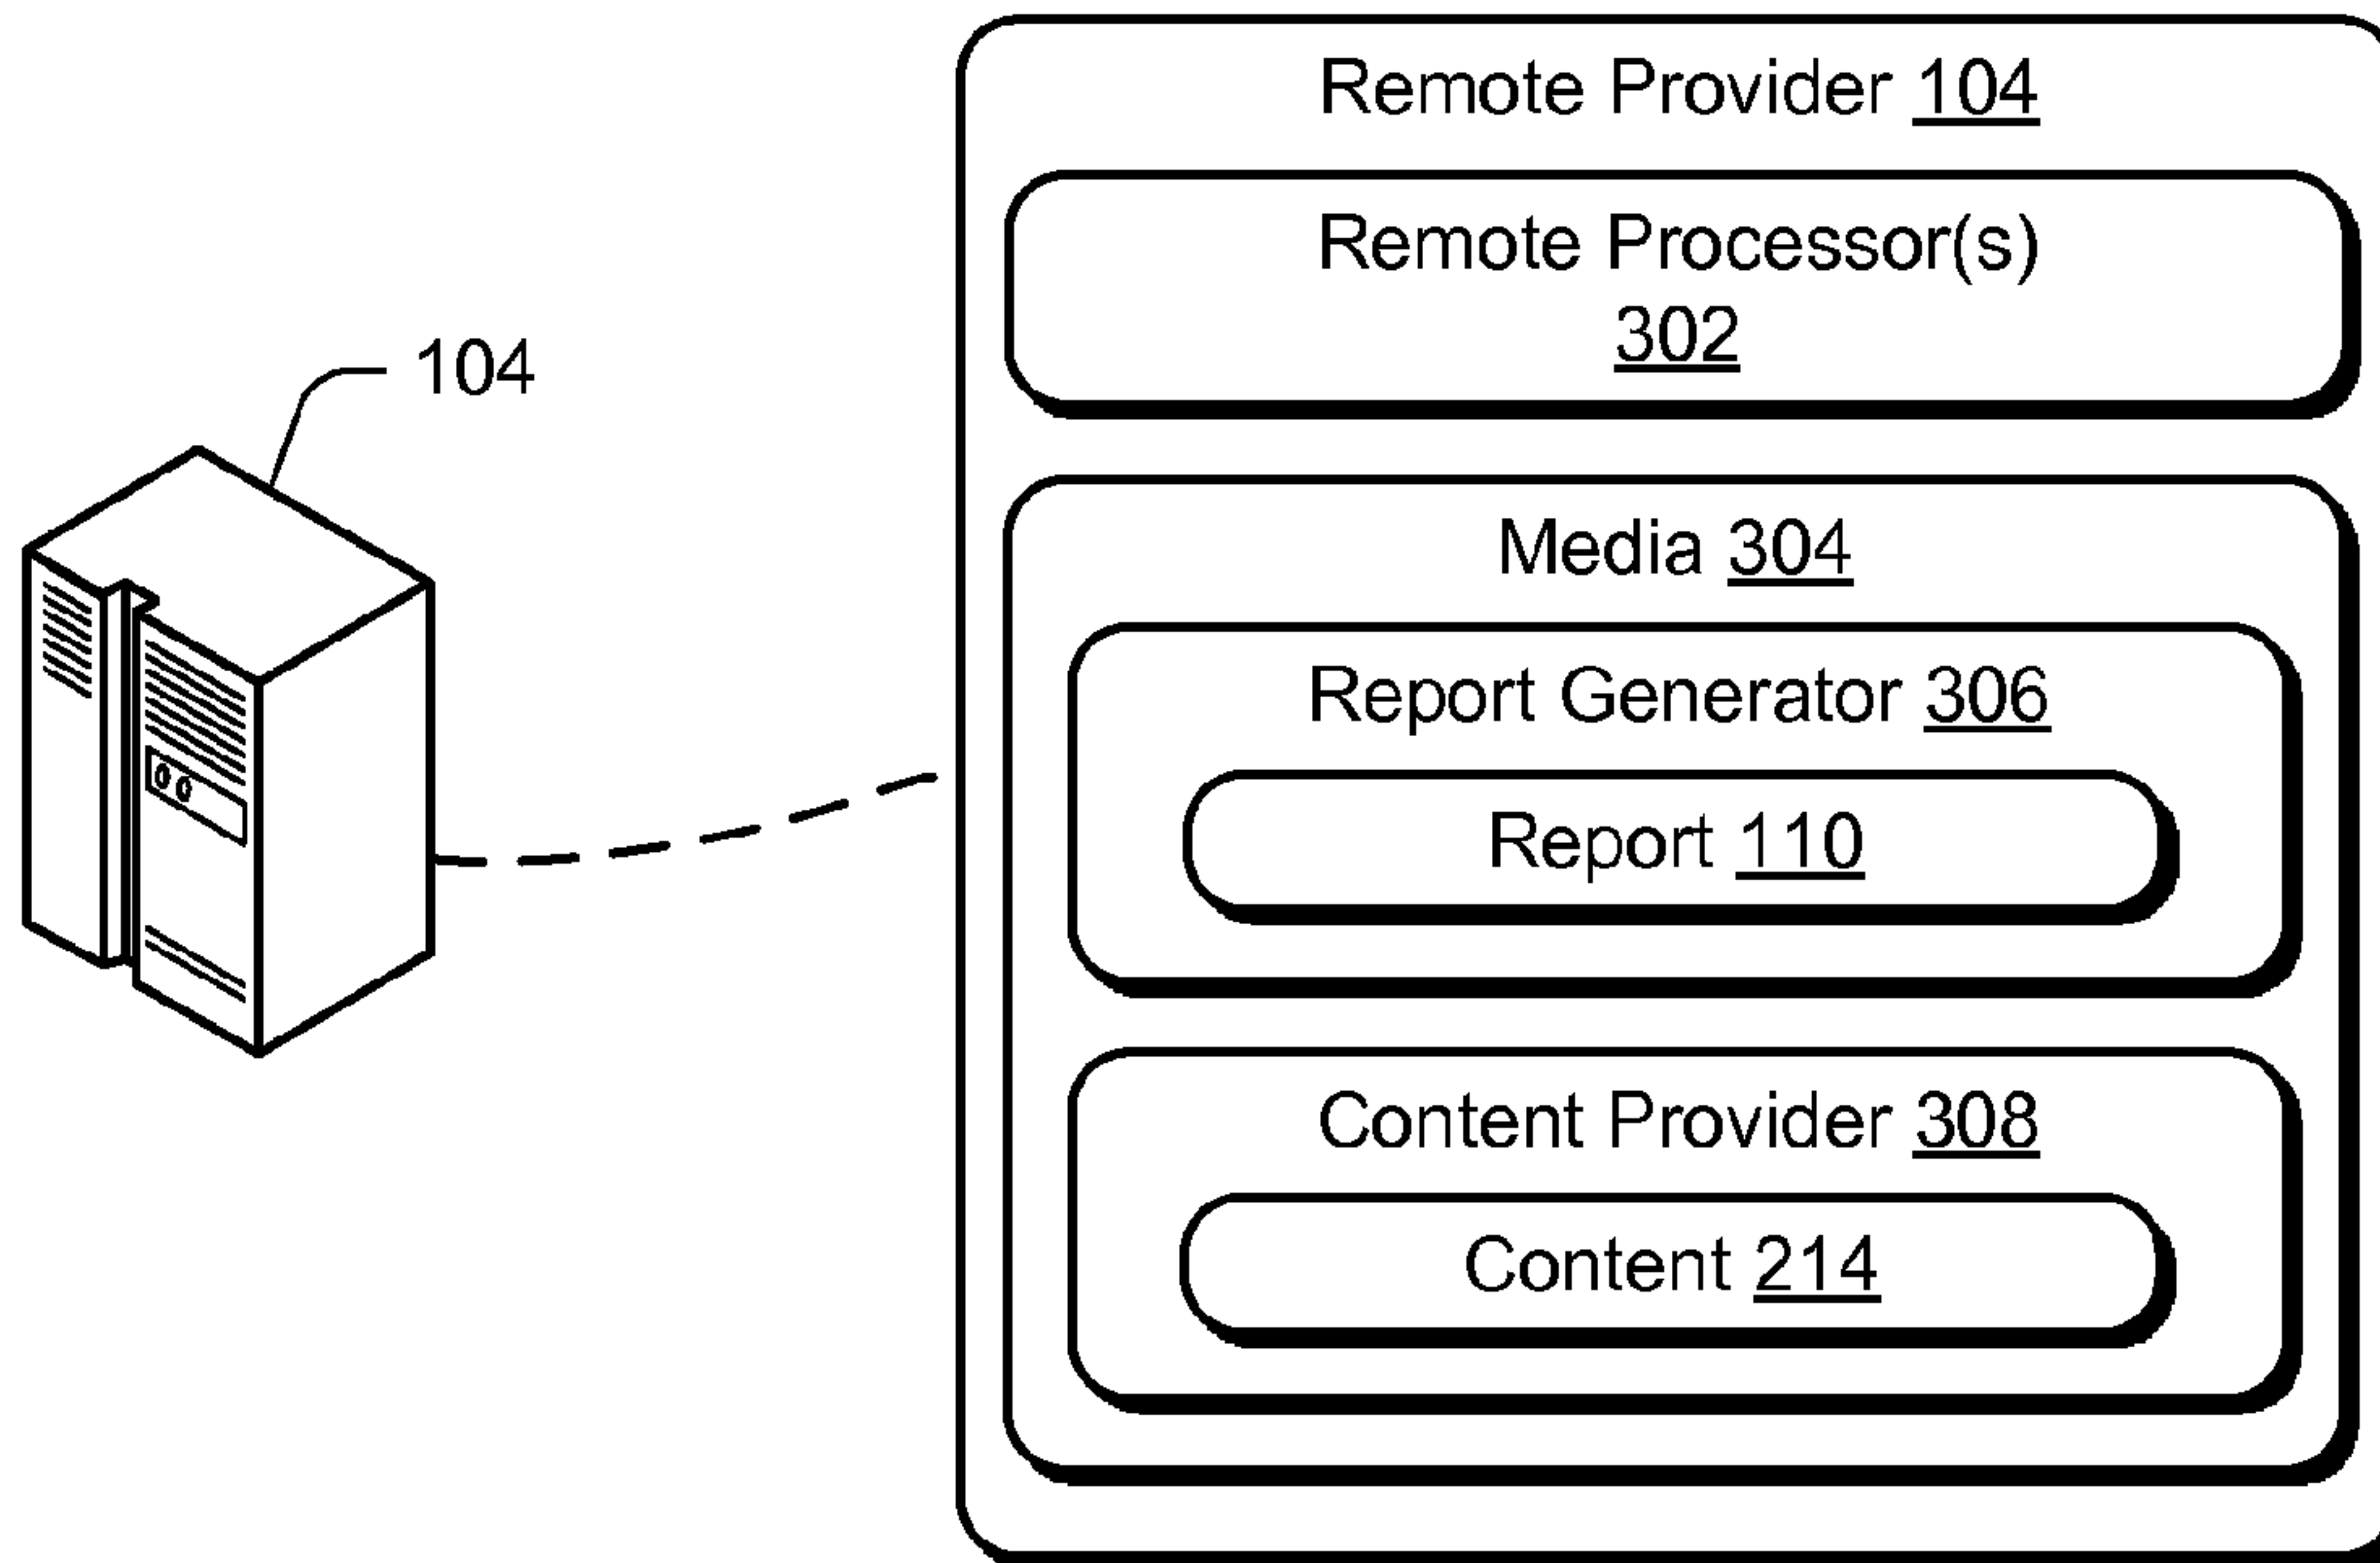 104
Remote Provider 104
Remote Processor(s)
302
Media 304
Report Generator 306
Report 110
Content Provider 308
Content 214